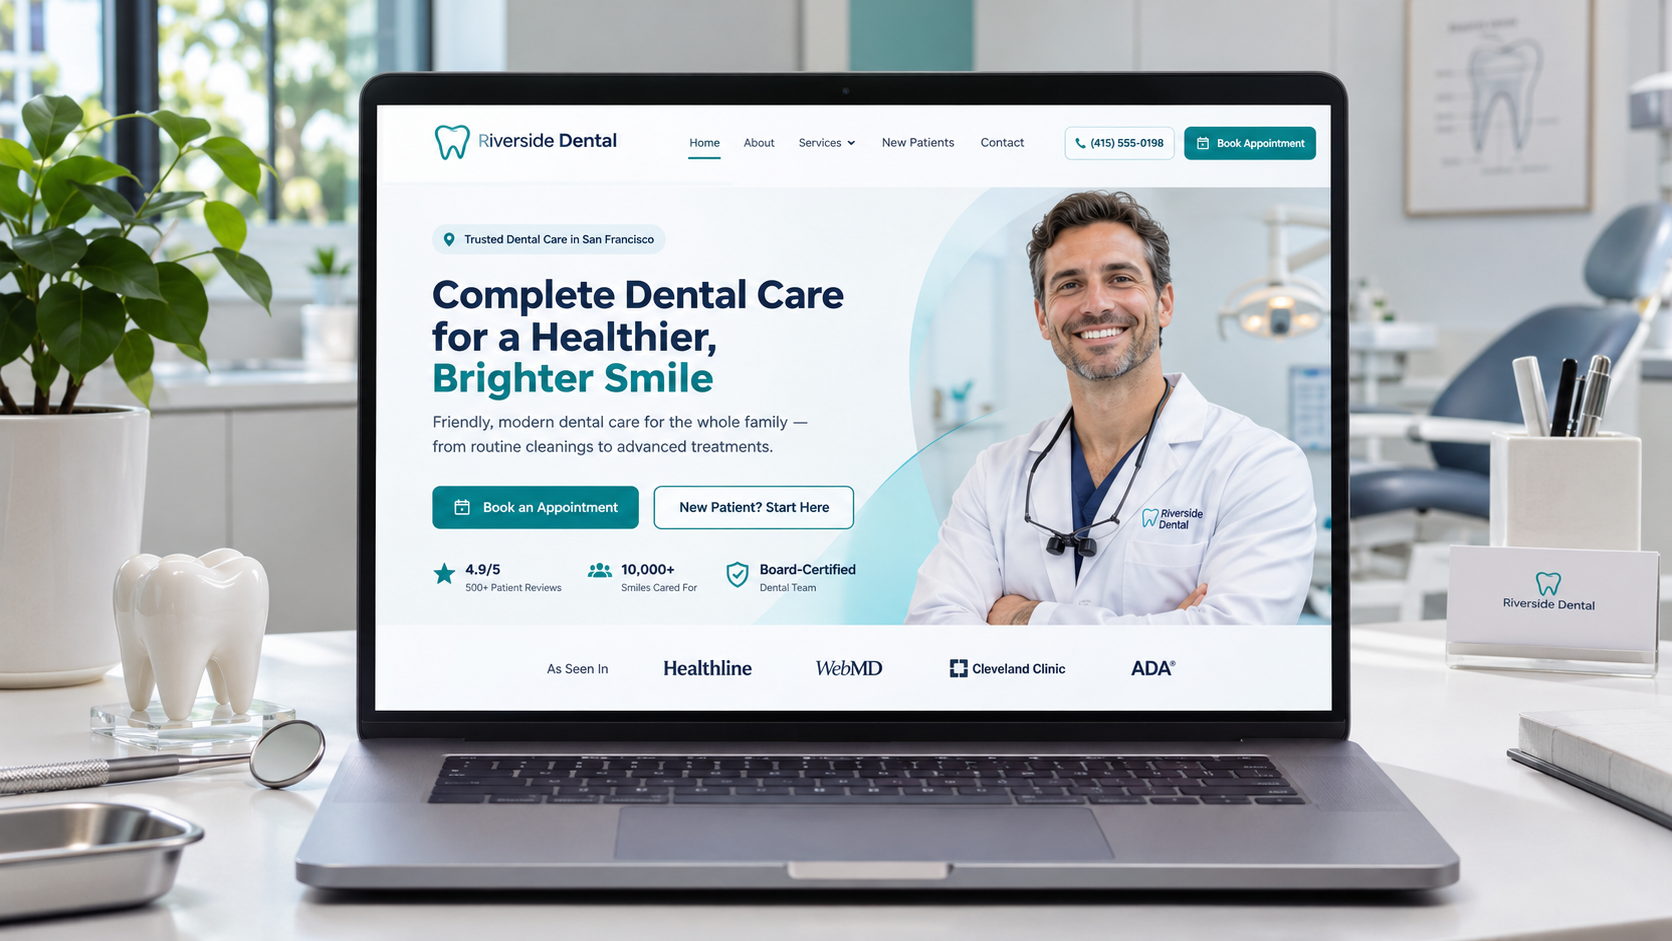 Riverside Dental
Home
About
Services
New Patients
Contact
(415) 555-0198
Book Appointment
Trusted Dental Care in San Francisco
Complete Dental Care
for a Healthier,
Brighter Smile
Friendly, modern dental care for the whole family —
from routine cleanings to advanced treatments.
Book an Appointment
New Patient? Start Here
4.9/5
500+ Patient Reviews
10,000+
Smiles Cared For
Board-Certified
Dental Team
Riverside
Dental
As Seen In
Healthline
WebMD
Cleveland Clinic
ADA®
Riverside Dental